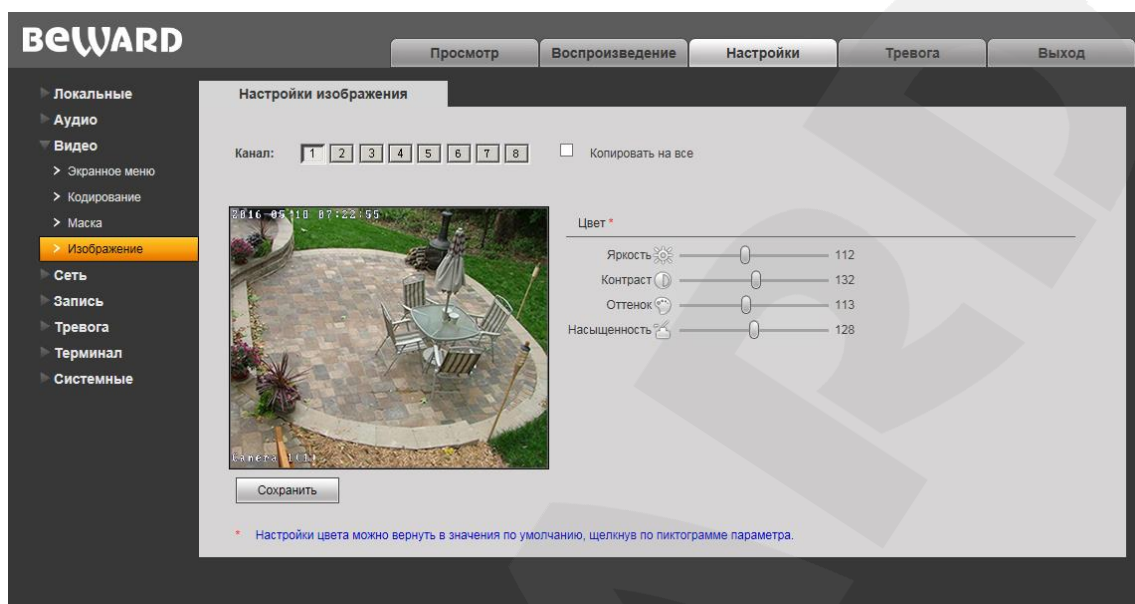 BEWARD
Просмотр Воспроизведение Настройки Тревога Выход
Локальные
Аудио
Видео
> Экранное меню
> Кодирование
> Маска
> Изображение
Сеть
Запись
Тревога
Терминал
Системные
Настройки изображения
Канал: 1 2 3 4 5 6 7 8 Копировать на все
2016-05-10 07:22:55
Kamera 1(1)
Цвет *
Яркость 112
Контраст 132
Оттенок 113
Насыщенность 128
Сохранить
* Настройки цвета можно вернуть в значения по умолчанию, щелкнув по пиктограмме параметра.